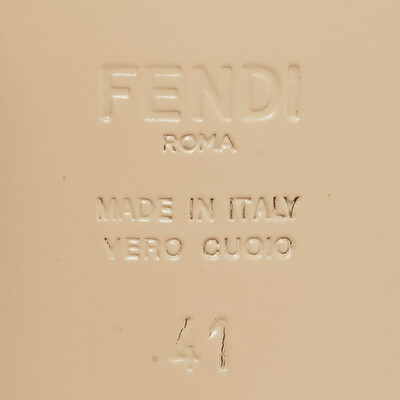 FENDI
ROMA
MADE IN ITALY
VERO CUOIO
41